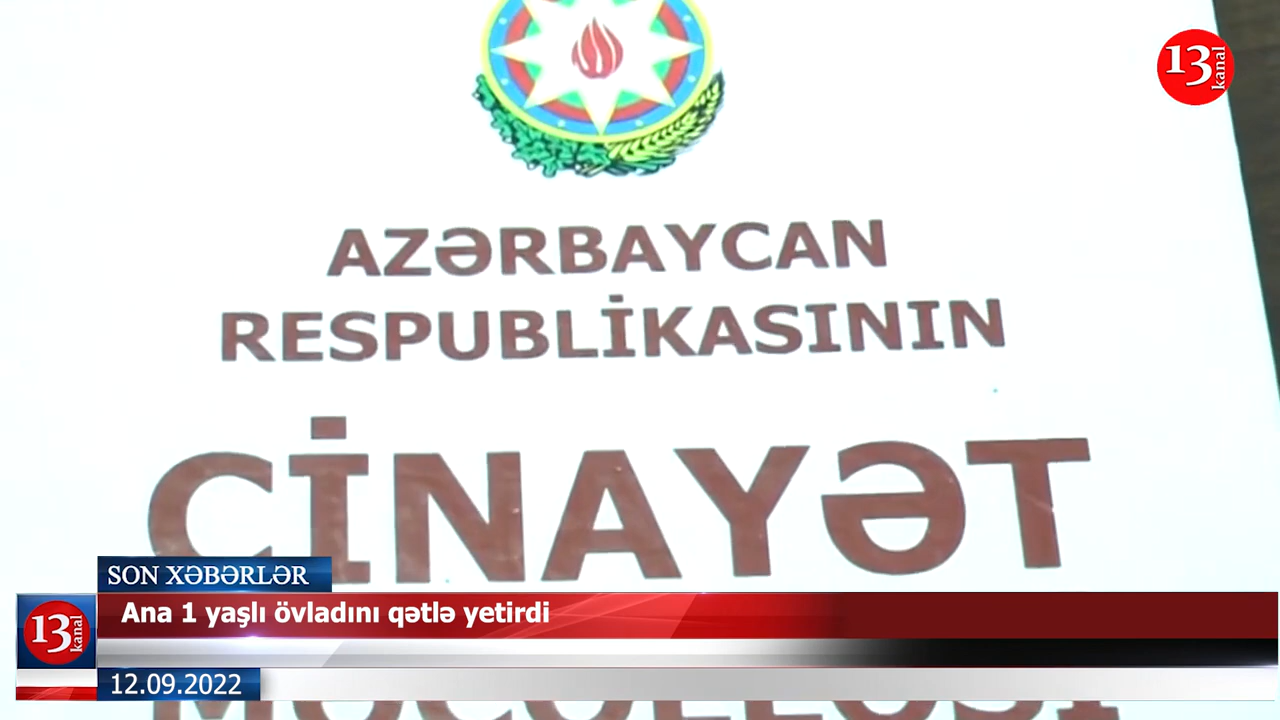 13 kanal
AZƏRBAYCAN
RESPUBLİKASININ
CİNAYƏT
MƏCƏLLƏSİ
SON XƏBƏRLƏR
Ana 1 yaşlı övladını qətlə yetirdi
13 kanal
12.09.2022